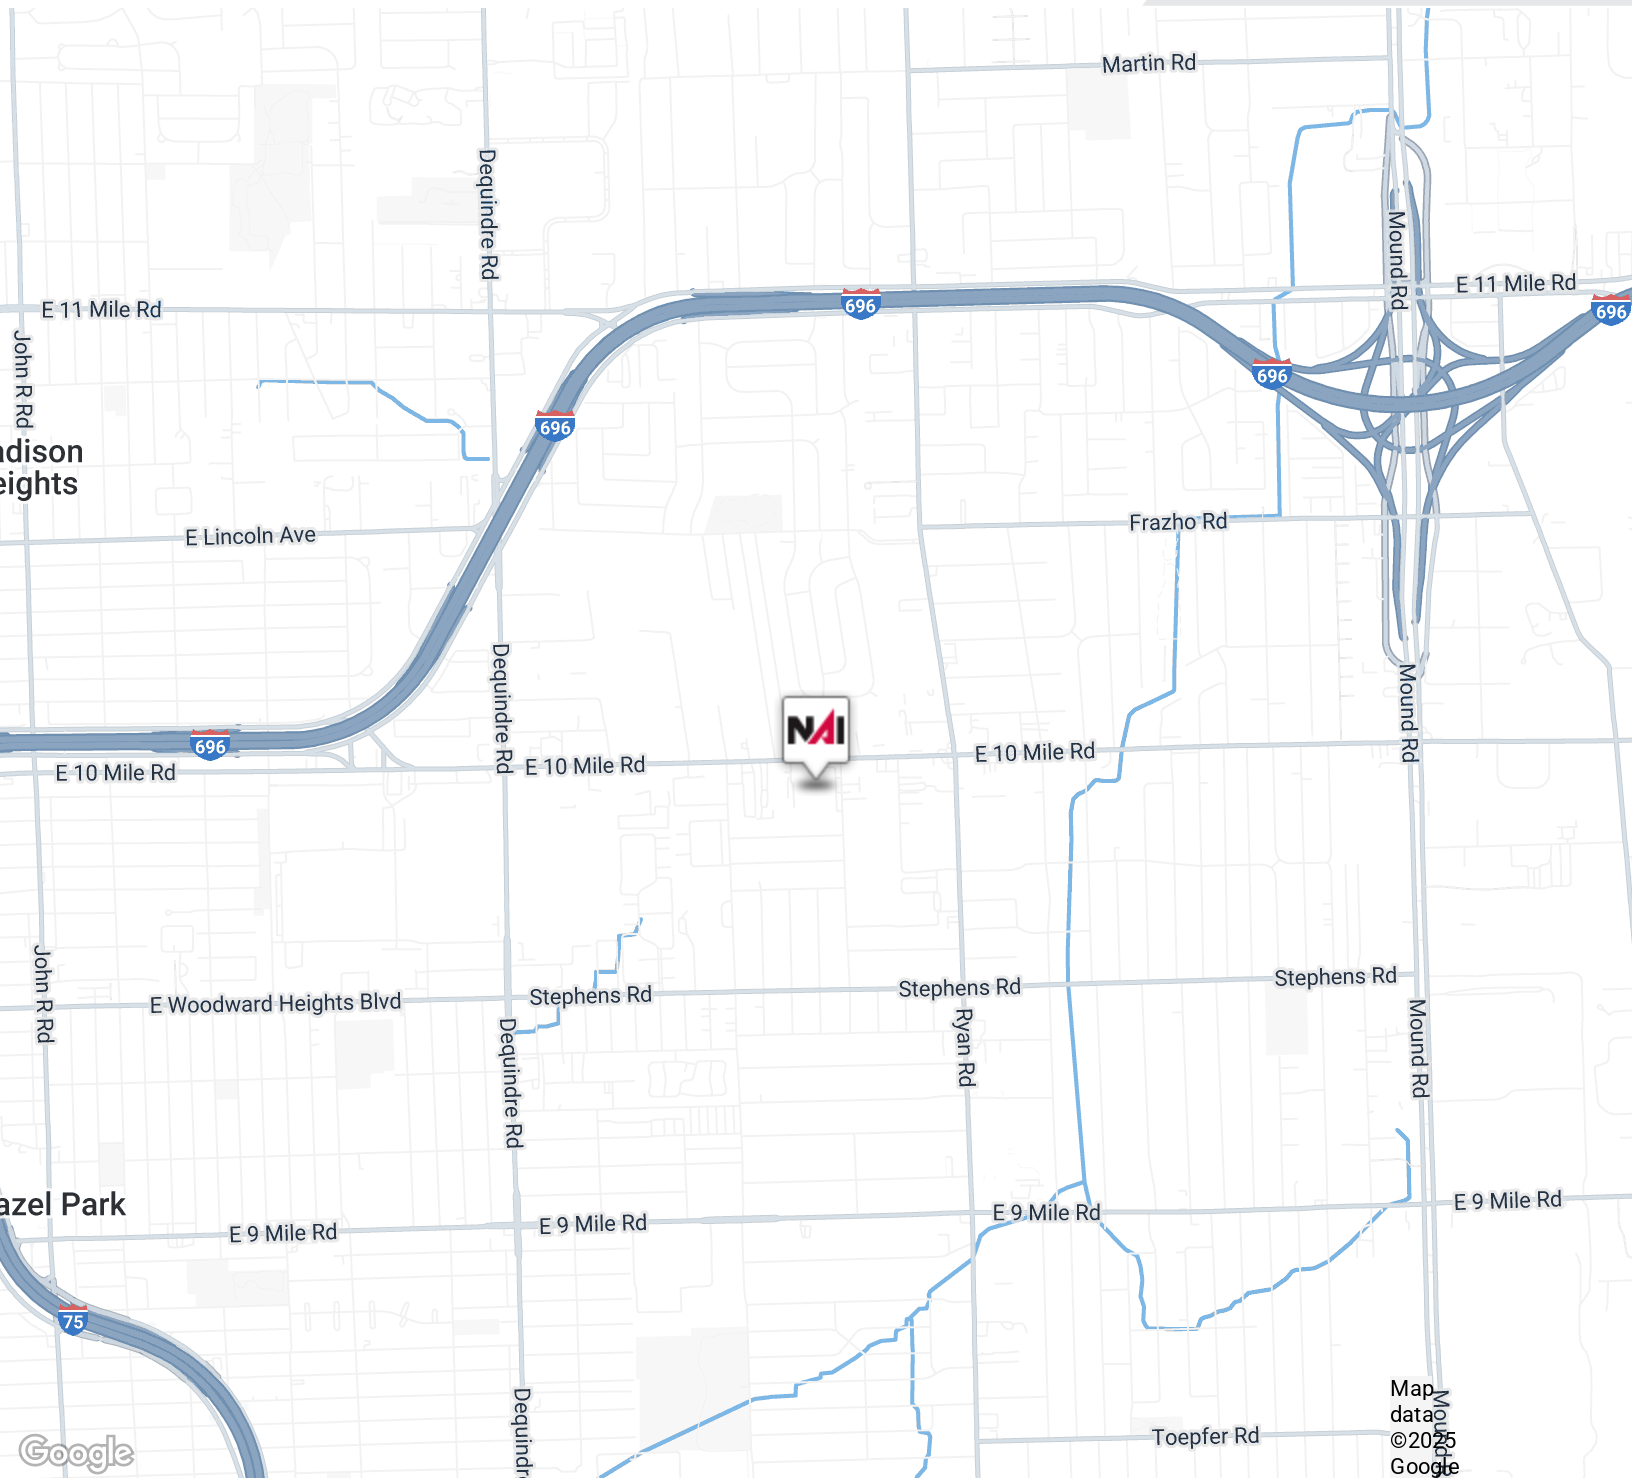 Martin Rd
Dequindre Rd
Mound Rd
E 11 Mile Rd
E 11 Mile Rd
696
696
John R Rd
696
696
adison
eights
E Lincoln Ave
Frazho Rd
Dequindre Rd
Mound Rd
NAI
696
E 10 Mile Rd
E 10 Mile Rd
E 10 Mile Rd
John R Rd
Stephens Rd
Stephens Rd
Stephens Rd
E Woodward Heights Blvd
Ryan Rd
Mound Rd
Dequindre Rd
azel Park
E 9 Mile Rd
E 9 Mile Rd
E 9 Mile Rd
E 9 Mile Rd
75
Dequindr
Mound
Toepfer Rd
Map
data
©2025
Google
Google